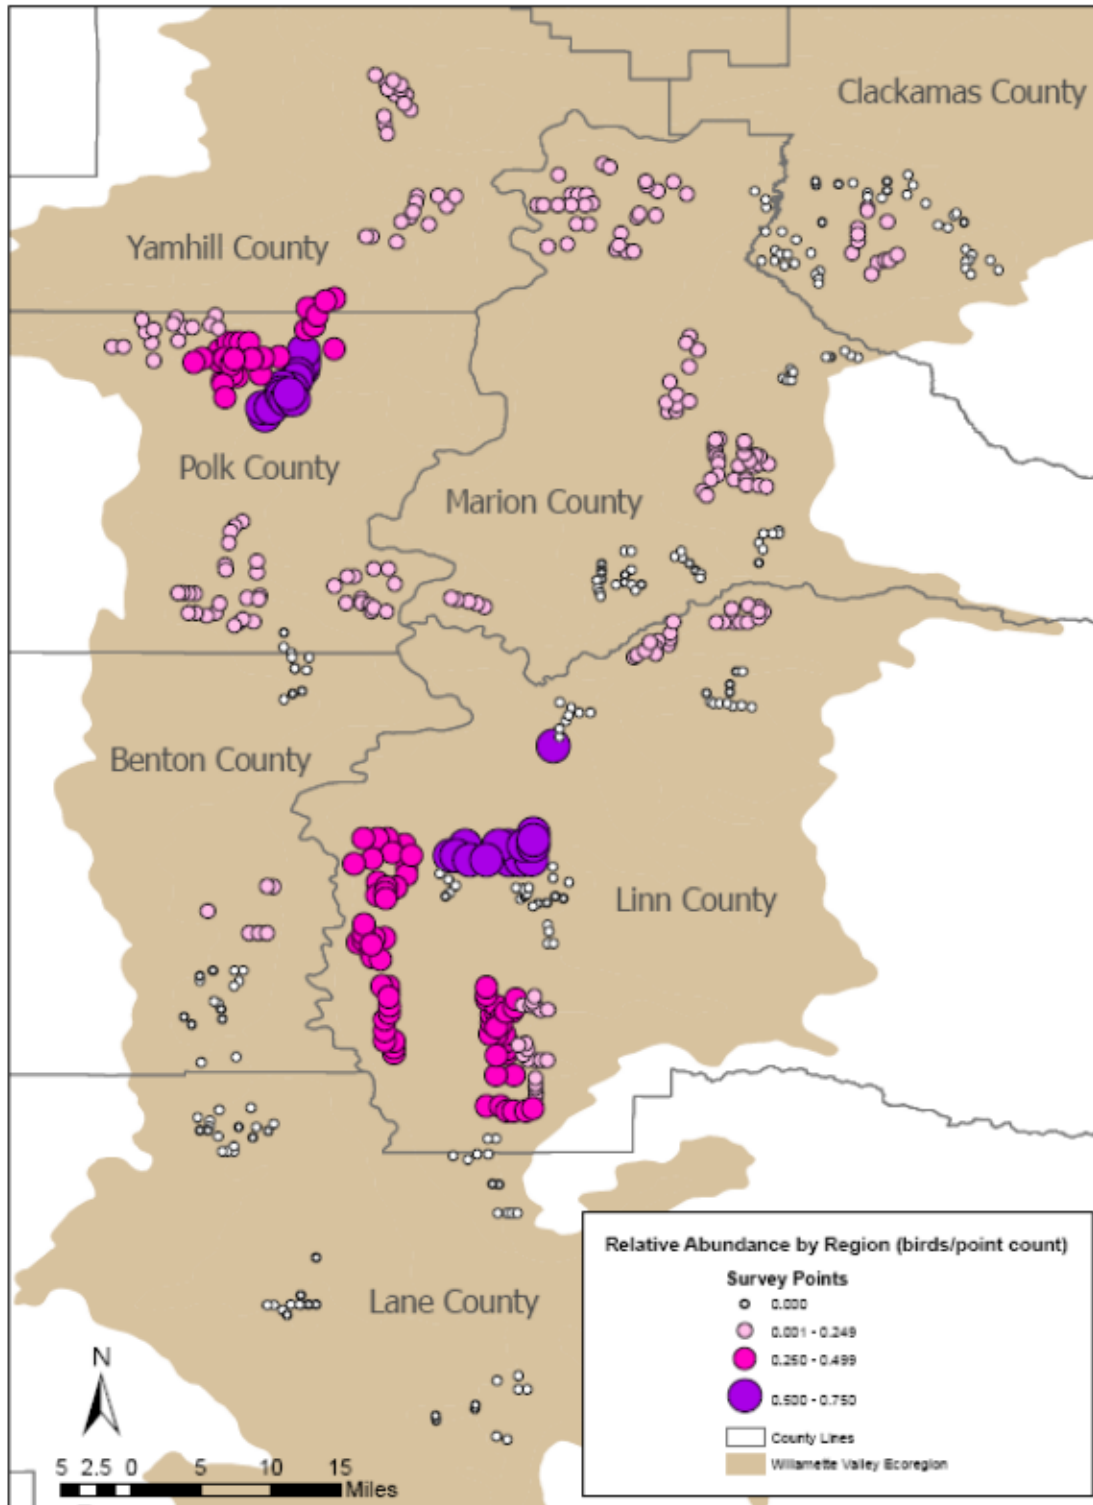 Clackamas County
Yamhill County
Polk County
Marion County
Benton County
Linn County
Lane County
N
5 2.5 0 5 10 15
Miles
Relative Abundance by Region (birds/point count)
Survey Points
0.000
0.001 - 0.249
0.250 - 0.499
0.500 - 0.750
County Lines
Willamette Valley Ecoregion